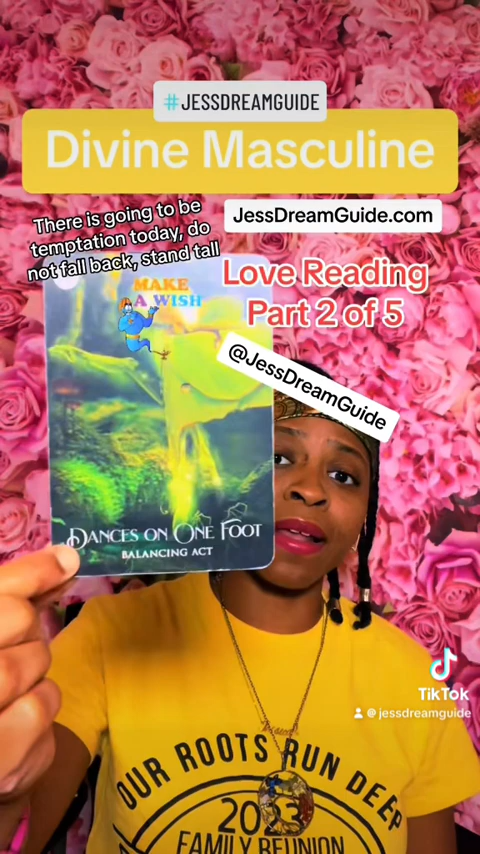 #JESSDREAMGUIDE
Divine Masculine
There is going to be
temptation today, do
not fall back, stand tall
JessDreamGuide.com
Love Reading
Part 2 of 5
MAKE
A WISH
@JessDreamGuide
DANCES ON ONE FOOT
BALANCING ACT
TikTok
@jessdreamguide
OUR ROOTS RUN DEEP
2023
FAMILY REUNION